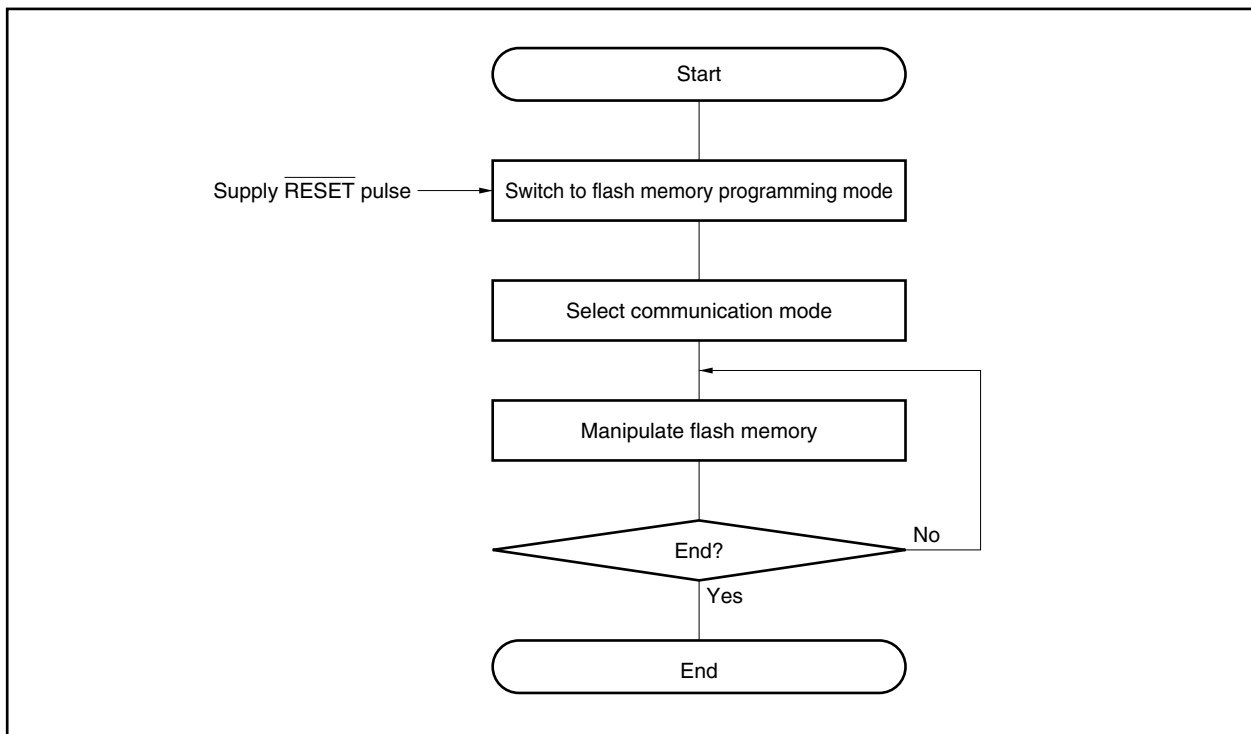 Start
Supply RESET pulse
Switch to flash memory programming mode
Select communication mode
Manipulate flash memory
End?
No
Yes
End